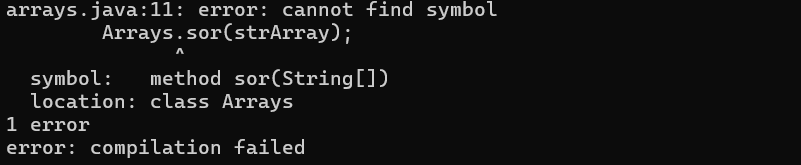 arrays.java:11: error: cannot find symbol
        Arrays.sor(strArray);
              ^
  symbol:   method sor(String[])
  location: class Arrays
1 error
error: compilation failed